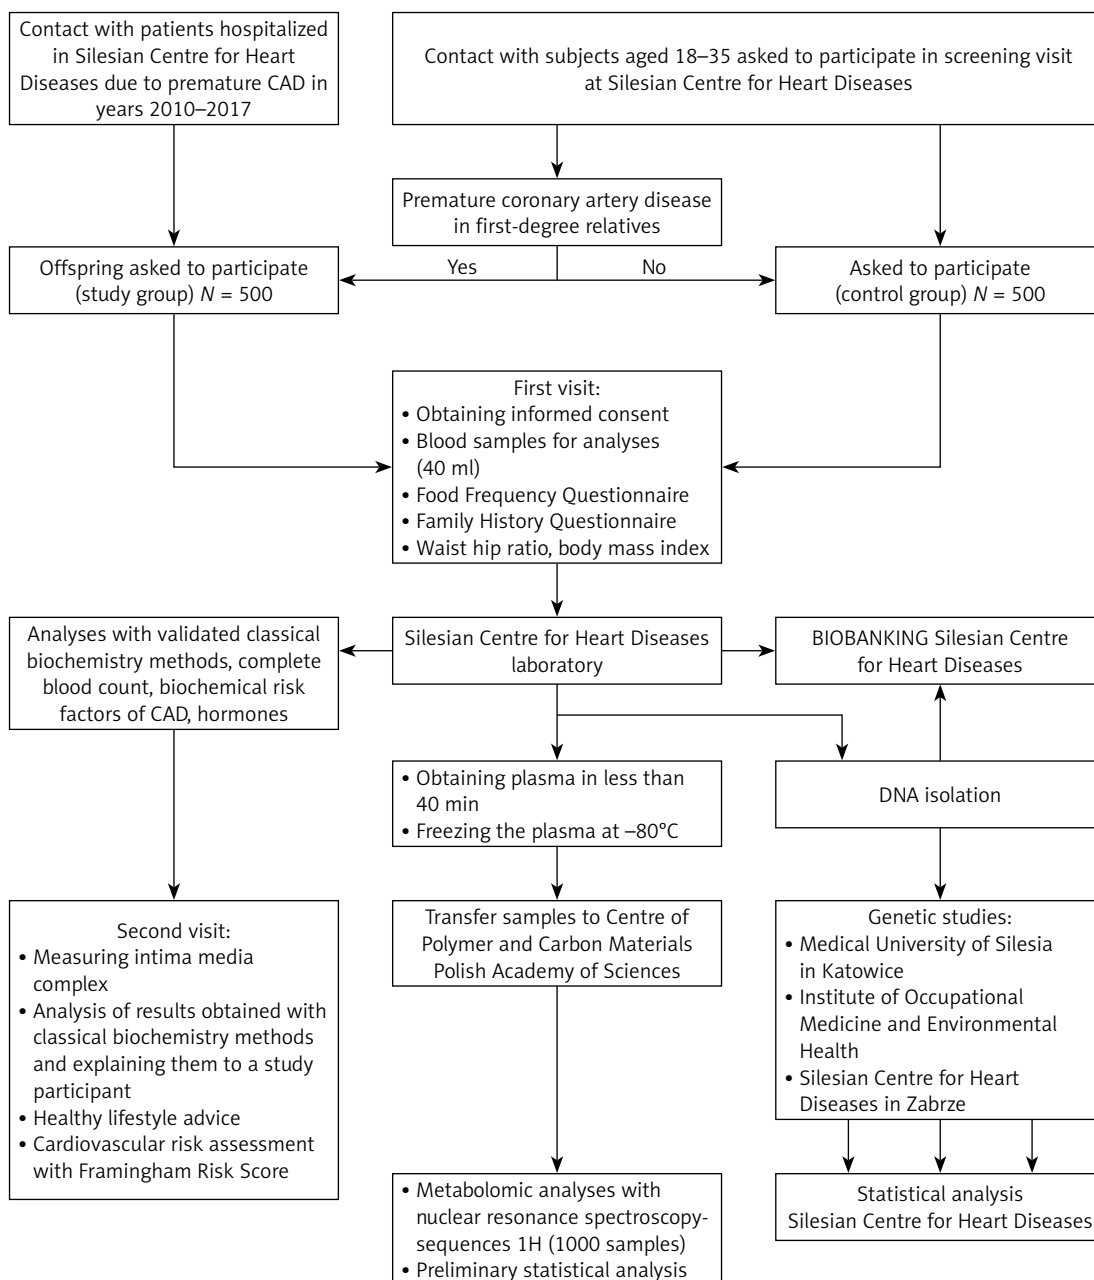 Contact with patients hospitalized
in Silesian Centre for Heart
Diseases due to premature CAD in
years 2010–2017
Contact with subjects aged 18–35 asked to participate in screening visit
at Silesian Centre for Heart Diseases
Premature coronary artery disease
in first-degree relatives
Yes
No
Offspring asked to participate
(study group) N = 500
Asked to participate
(control group) N = 500
First visit:
• Obtaining informed consent
• Blood samples for analyses
(40 ml)
• Food Frequency Questionnaire
• Family History Questionnaire
• Waist hip ratio, body mass index
Analyses with validated classical
biochemistry methods, complete
blood count, biochemical risk
factors of CAD, hormones
Silesian Centre for Heart Diseases
laboratory
BIOBANKING Silesian Centre
for Heart Diseases
• Obtaining plasma in less than
40 min
• Freezing the plasma at –80°C
DNA isolation
Second visit:
• Measuring intima media
complex
• Analysis of results obtained with
classical biochemistry methods
and explaining them to a study
participant
• Healthy lifestyle advice
• Cardiovascular risk assessment
with Framingham Risk Score
Transfer samples to Centre of
Polymer and Carbon Materials
Polish Academy of Sciences
Genetic studies:
• Medical University of Silesia
in Katowice
• Institute of Occupational
Medicine and Environmental
Health
• Silesian Centre for Heart
Diseases in Zabrze
• Metabolomic analyses with
nuclear resonance spectroscopy-
sequences 1H (1000 samples)
• Preliminary statistical analysis
Statistical analysis
Silesian Centre for Heart Diseases